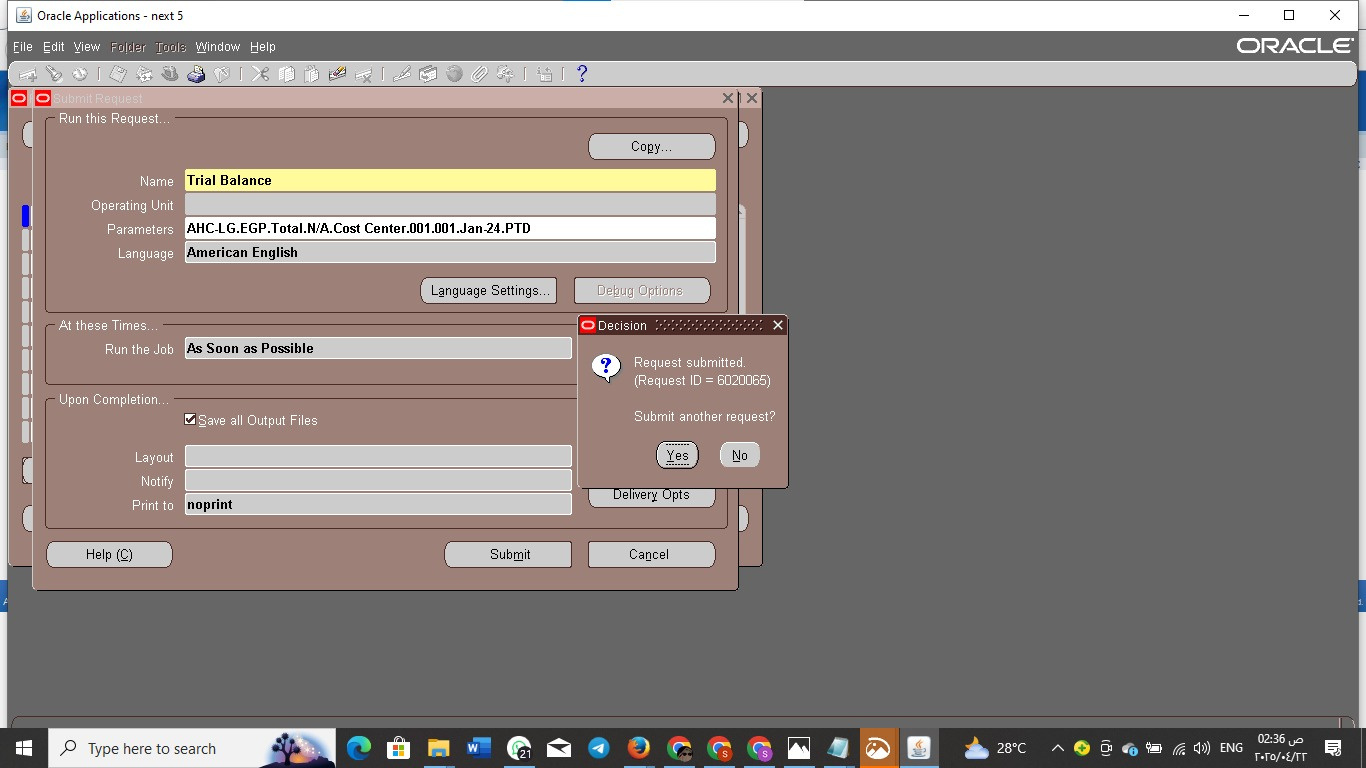 Oracle Applications - next 5
File Edit View Folder Tools Window Help
ORACLE
Submit Request
Run this Request...
Copy...
Name Trial Balance
Operating Unit
Parameters AHC-LG.EGP.Total.N/A.Cost Center.001.001.Jan-24.PTD
Language American English
Language Settings...
Debug Options
At these Times...
Run the Job As Soon as Possible
Upon Completion...
Save all Output Files
Layout
Notify
Print to noprint
Delivery Opts
Help (C)
Submit
Cancel
Decision
Request submitted.
(Request ID = 6020065)
Submit another request?
Yes
No
Type here to search
21
28°C
ENG
02:36 ص
٢٠٢٥/٠٤/٢٢